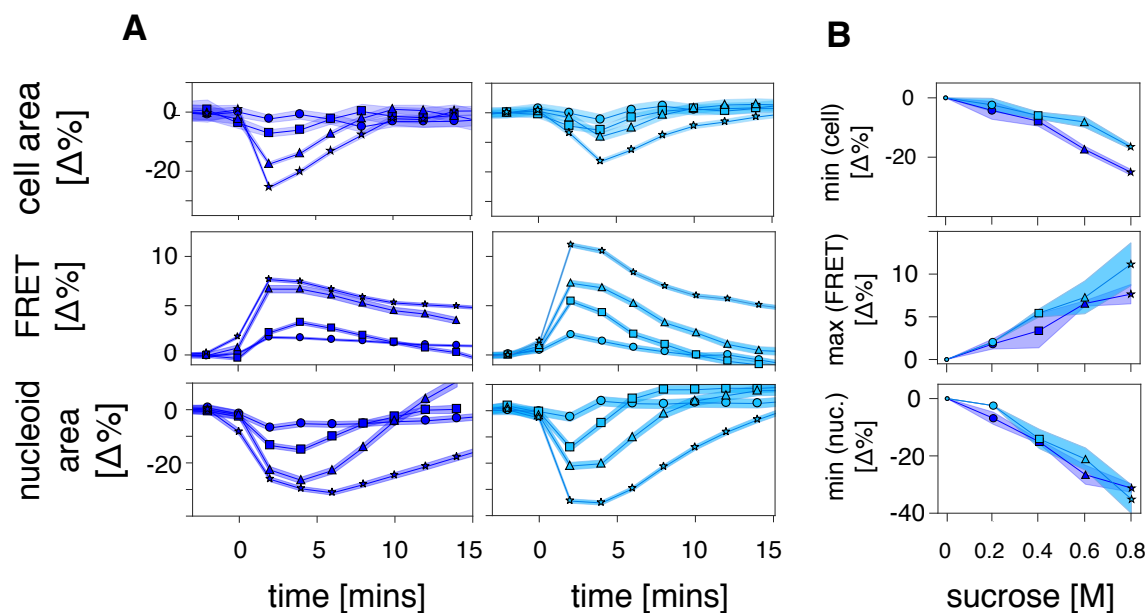 A
B
cell area
[Δ%]
0
-20
min (cell)
[Δ%]
0
-20
FRET
[Δ%]
10
5
0
max (FRET)
[Δ%]
10
5
0
nucleoid
area
[Δ%]
0
-20
min (nuc.)
[Δ%]
0
-20
-40
0 5 10 15
0 5 10 15
0 0.2 0.4 0.6 0.8
time [mins]
time [mins]
sucrose [M]